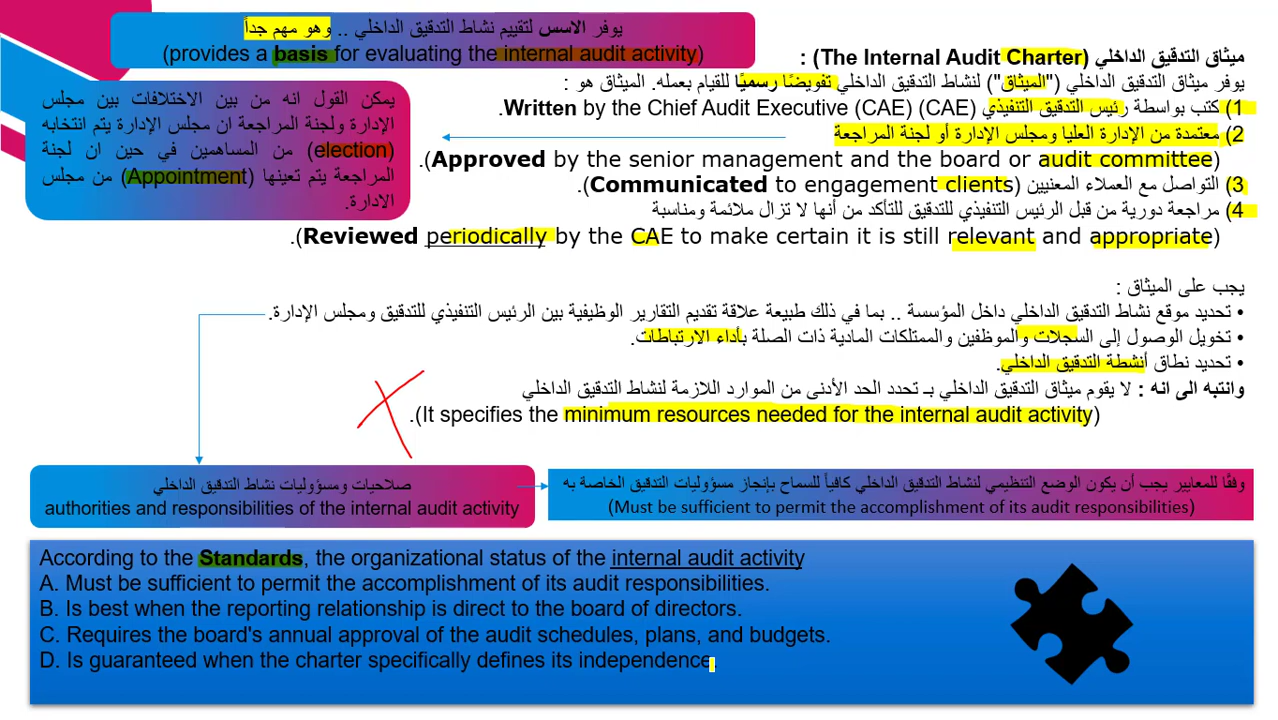 يوفر الاسس لتقييم نشاط التدقيق الداخلي .. وهو مهم جداً
(provides a basis for evaluating the internal audit activity)
ميثاق التدقيق الداخلي (The Internal Audit Charter) :
يوفر ميثاق التدقيق الداخلي ("الميثاق") لنشاط التدقيق الداخلي تفويضًا رسميًا للقيام بعمله. الميثاق هو :
1) كتب بواسطة رئيس التدقيق التنفيذي (CAE) Written by the Chief Audit Executive (CAE).
2) معتمدة من الإدارة العليا ومجلس الإدارة أو لجنة المراجعة
(Approved by the senior management and the board or audit committee).
3) التواصل مع العملاء المعنيين (Communicated to engagement clients).
4) مراجعة دورية من قبل الرئيس التنفيذي للتدقيق للتأكد من أنها لا تزال ملائمة ومناسبة
(Reviewed periodically by the CAE to make certain it is still relevant and appropriate).
يمكن القول انه من بين الاختلافات بين مجلس
الإدارة ولجنة المراجعة ان مجلس الإدارة يتم انتخابه
(election) من المساهمين في حين ان لجنة
المراجعة يتم تعينها (Appointment) من مجلس
الادارة.
يجب على الميثاق :
• تحديد موقع نشاط التدقيق الداخلي داخل المؤسسة .. بما في ذلك طبيعة علاقة تقديم التقارير الوظيفية بين الرئيس التنفيذي للتدقيق ومجلس الإدارة.
• تخويل الوصول إلى السجلات والموظفين والممتلكات المادية ذات الصلة بأداء الارتباطات.
• تحديد نطاق أنشطة التدقيق الداخلي.
وانتبه الى انه : لا يقوم ميثاق التدقيق الداخلي بـ تحدد الحد الأدنى من الموارد اللازمة لنشاط التدقيق الداخلي
(It specifies the minimum resources needed for the internal audit activity).
صلاحيات ومسؤوليات نشاط التدقيق الداخلي
authorities and responsibilities of the internal audit activity
وفقًا للمعايير يجب أن يكون الوضع التنظيمي لنشاط التدقيق الداخلي كافياً للسماح بإنجاز مسؤوليات التدقيق الخاصة به
(Must be sufficient to permit the accomplishment of its audit responsibilities)
According to the Standards, the organizational status of the internal audit activity
A. Must be sufficient to permit the accomplishment of its audit responsibilities.
B. Is best when the reporting relationship is direct to the board of directors.
C. Requires the board's annual approval of the audit schedules, plans, and budgets.
D. Is guaranteed when the charter specifically defines its independence.